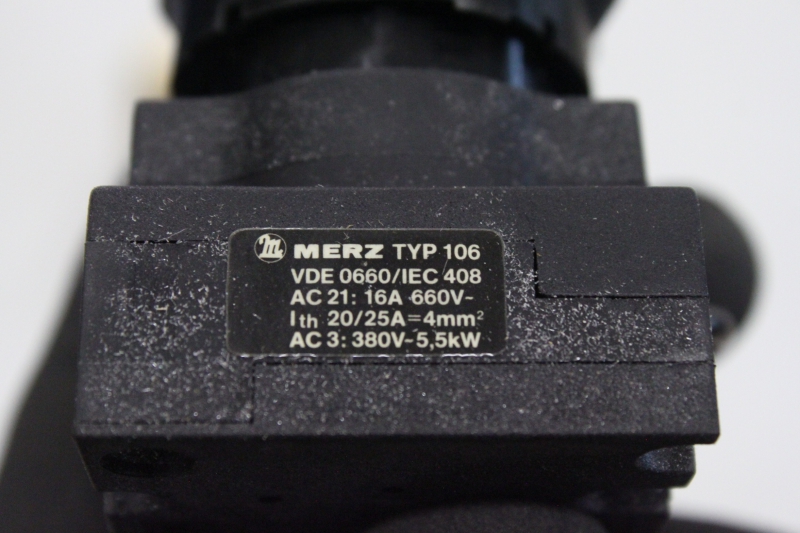 m MERZ TYP 106
VDE 0660/IEC 408
AC 21: 16A 660V~
Ith 20/25A=4mm²
AC 3: 380V~5,5kW